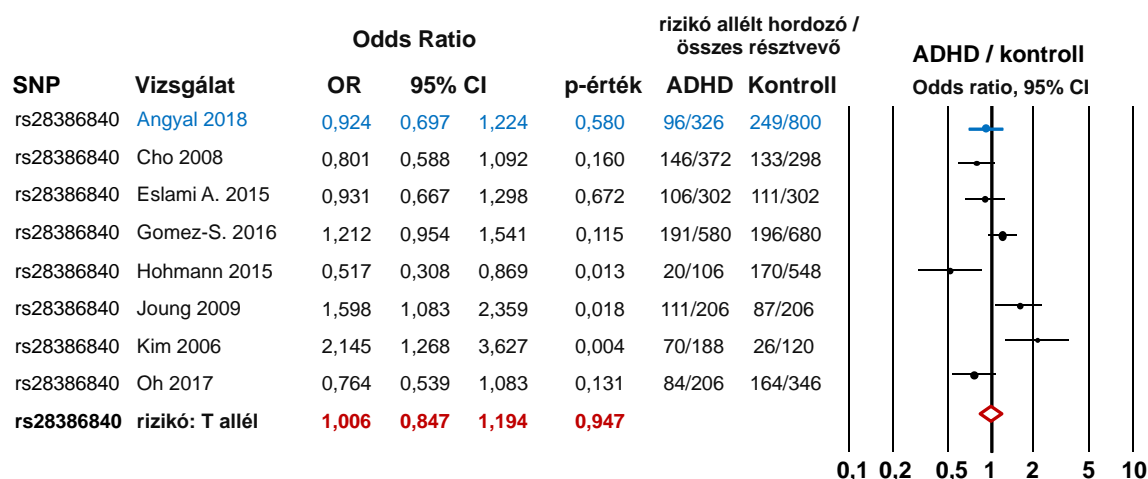 Odds Ratio
rizikó allélt hordozó /
összes résztvevő
ADHD / kontroll
SNP Vizsgálat OR 95% CI p-érték ADHD Kontroll Odds ratio, 95% CI
rs28386840 Angyal 2018 0,924 0,697 1,224 0,580 96/326 249/800
rs28386840 Cho 2008 0,801 0,588 1,092 0,160 146/372 133/298
rs28386840 Eslami A. 2015 0,931 0,667 1,298 0,672 106/302 111/302
rs28386840 Gomez-S. 2016 1,212 0,954 1,541 0,115 191/580 196/680
rs28386840 Hohmann 2015 0,517 0,308 0,869 0,013 20/106 170/548
rs28386840 Joung 2009 1,598 1,083 2,359 0,018 111/206 87/206
rs28386840 Kim 2006 2,145 1,268 3,627 0,004 70/188 26/120
rs28386840 Oh 2017 0,764 0,539 1,083 0,131 84/206 164/346
rs28386840 rizikó: T allél 1,006 0,847 1,194 0,947
0,1 0,2 0,5 1 2 5 10